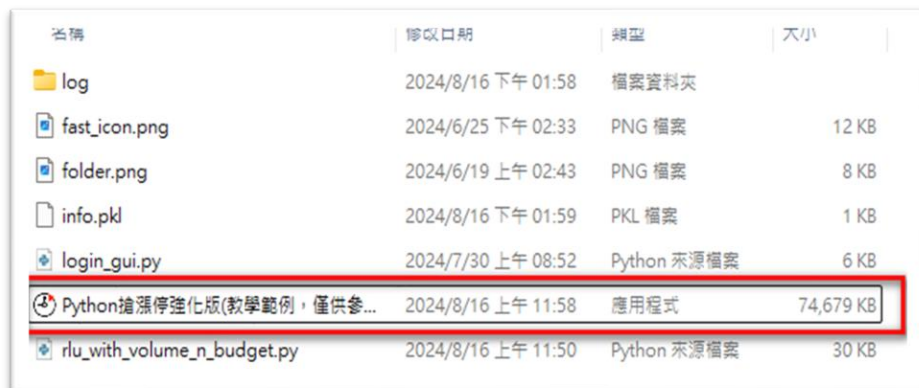 名稱 修改日期 類型 大小
log 2024/8/16 下午 01:58 檔案資料夾
fast_icon.png 2024/6/25 下午 02:33 PNG 檔案 12 KB
folder.png 2024/6/19 上午 02:43 PNG 檔案 8 KB
info.pkl 2024/8/16 下午 01:59 PKL 檔案 1 KB
login_gui.py 2024/7/30 上午 08:52 Python 來源檔案 6 KB
Python搶漲停強化版(教學範例，僅供參... 2024/8/16 上午 11:58 應用程式 74,679 KB
rlu_with_volume_n_budget.py 2024/8/16 上午 11:50 Python 來源檔案 30 KB